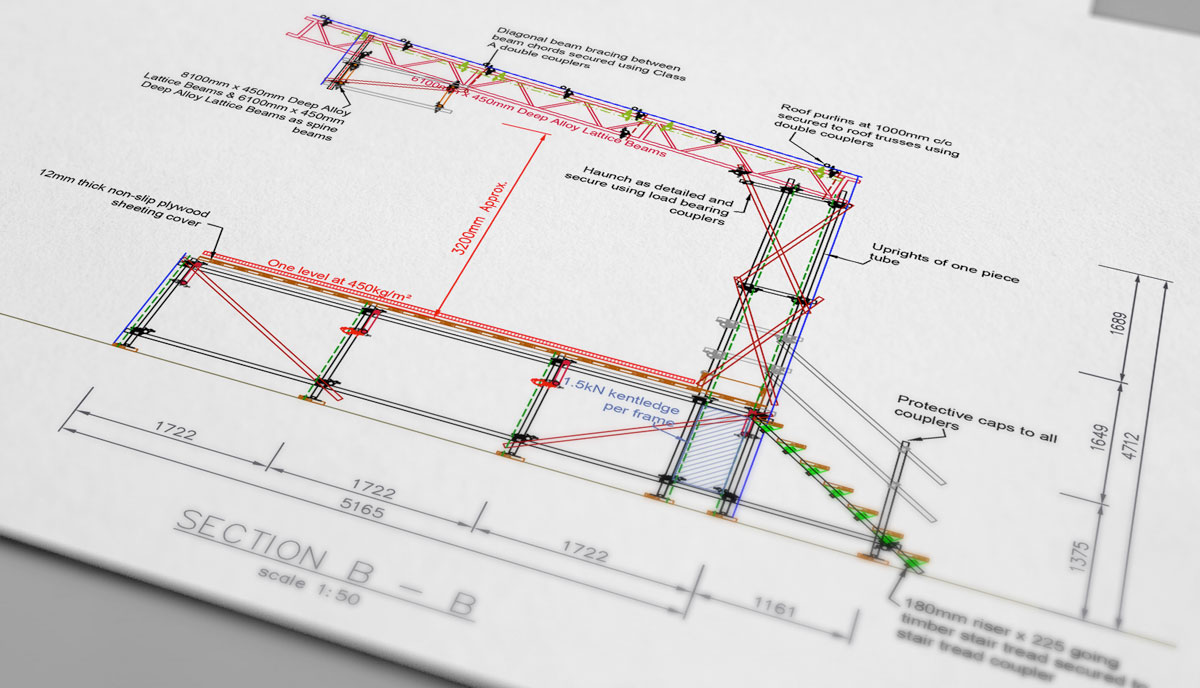 Diagonal beam bracing between
beam chords secured using Class
A double couplers
8100mm x 450mm Deep Alloy
Lattice Beams & 6100mm x 450mm
Deep Alloy Lattice Beams as spine
beams
6100mm x 450mm Deep Alloy Lattice Beams
Roof purlins at 1000mm c/c
secured to roof trusses using
double couplers
Haunch as detailed and
secure using load bearing
couplers
12mm thick non-slip plywood
sheeting cover
3200mm Approx.
Uprights of one piece
tube
One level at 450kg/m²
1.5kN kentledge
per frame
Protective caps to all
couplers
1689
1649
4712
1375
1722
1722
5165
1722
1161
SECTION B - B
scale 1:50
180mm riser x 225 going
timber stair tread secured to
stair tread coupler